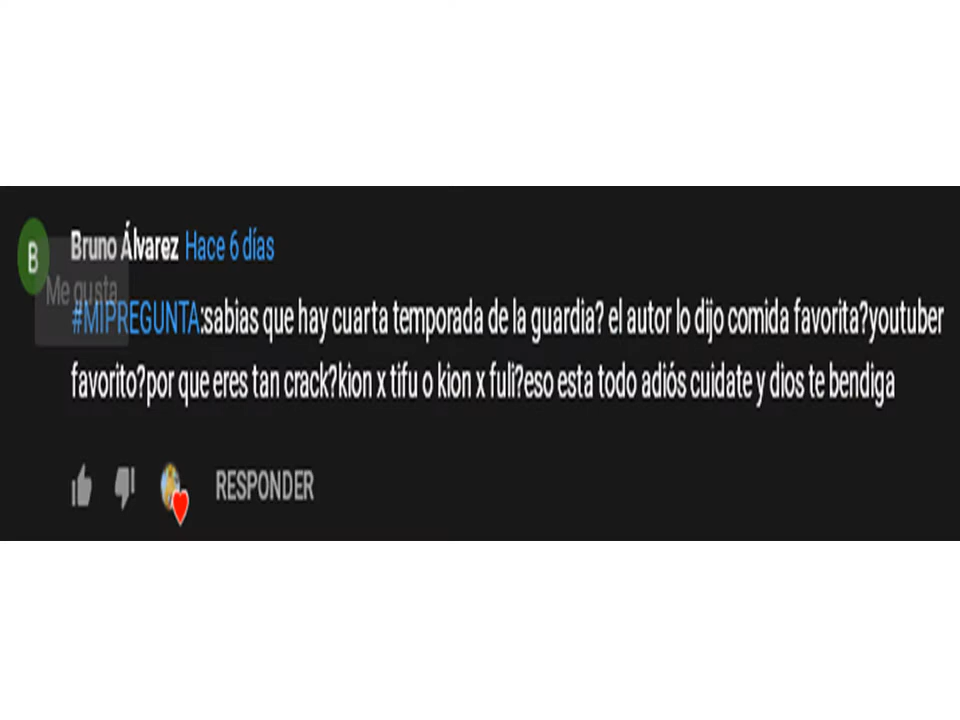 B
Bruno Álvarez Hace 6 días
Me gusta
#MIPREGUNTA:sabias que hay cuarta temporada de la guardia? el autor lo dijo comida favorita?youtuber
favorito?por que eres tan crack?kion x tifu o kion x fuli?eso esta todo adiós cuidate y dios te bendiga
RESPONDER